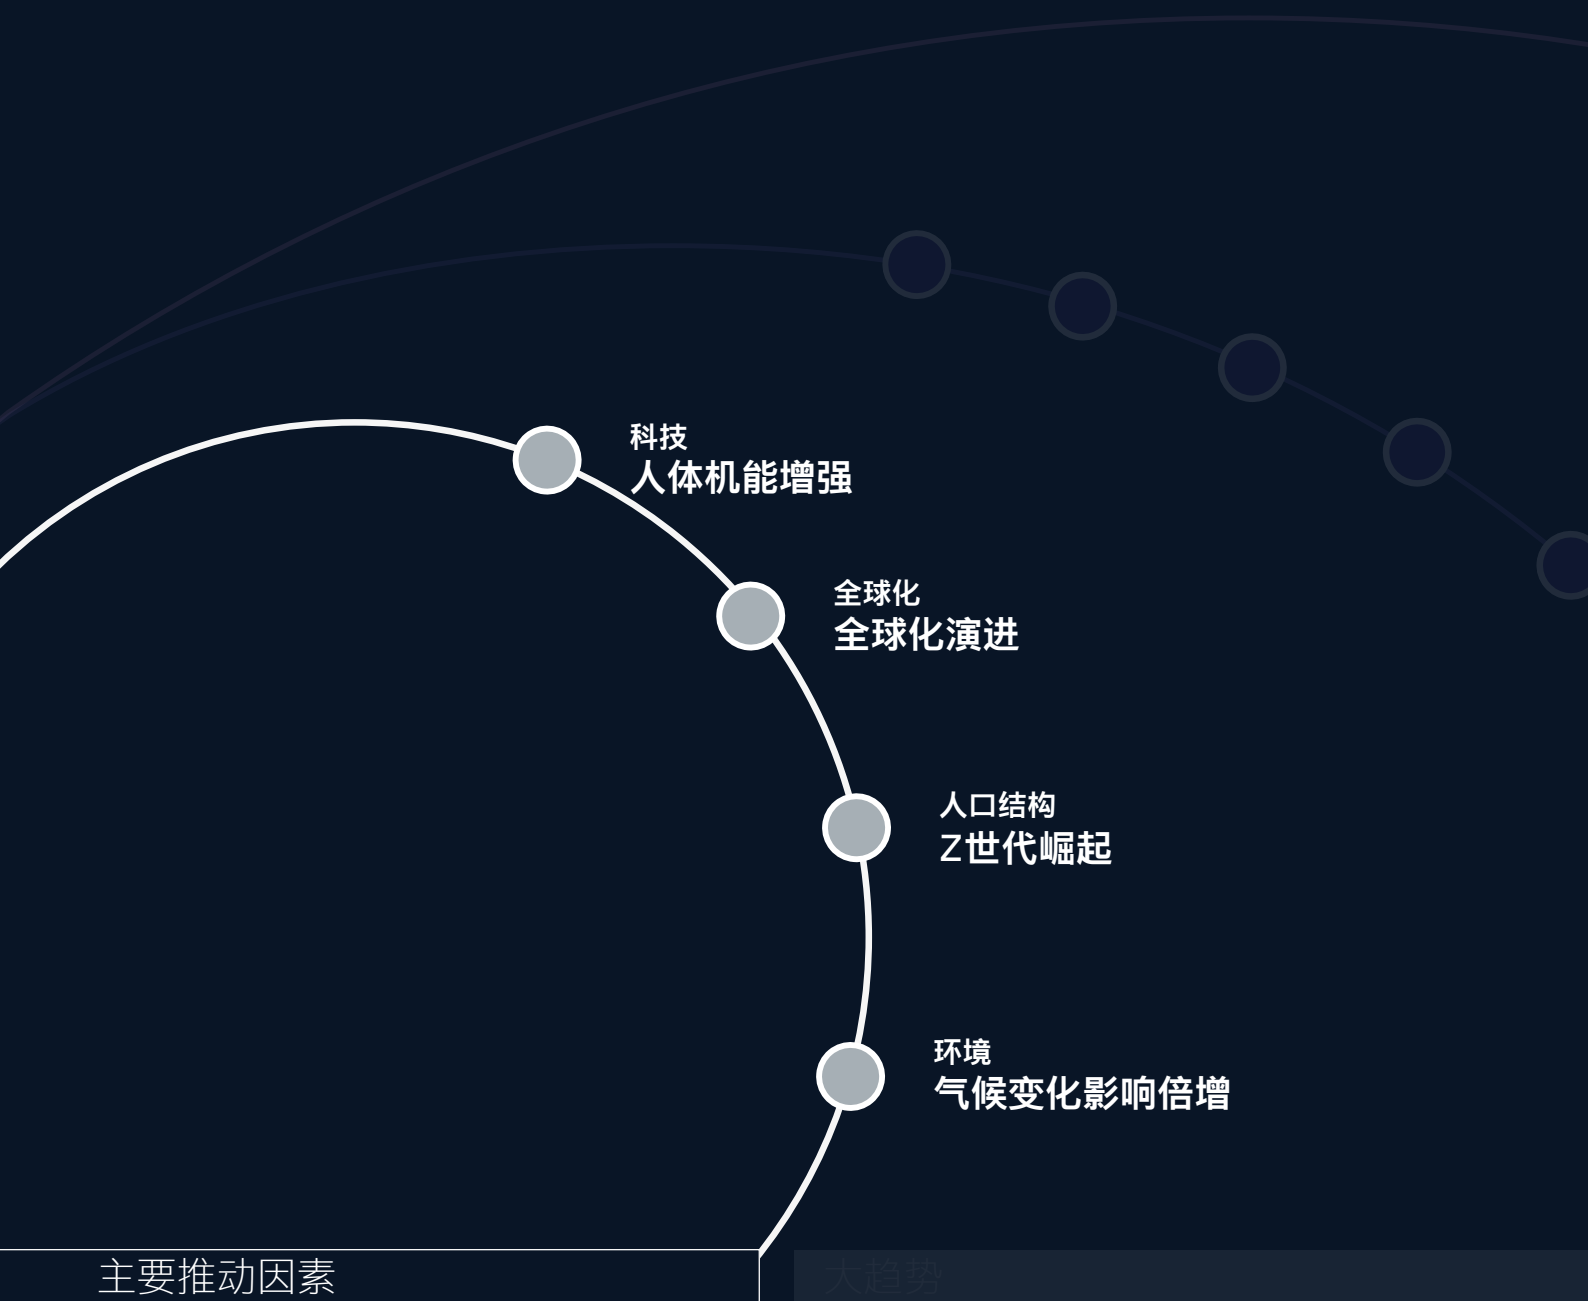 科技
人体机能增强
全球化
全球化演进
人口结构
Z世代崛起
环境
气候变化影响倍增
主要推动因素
大趋势